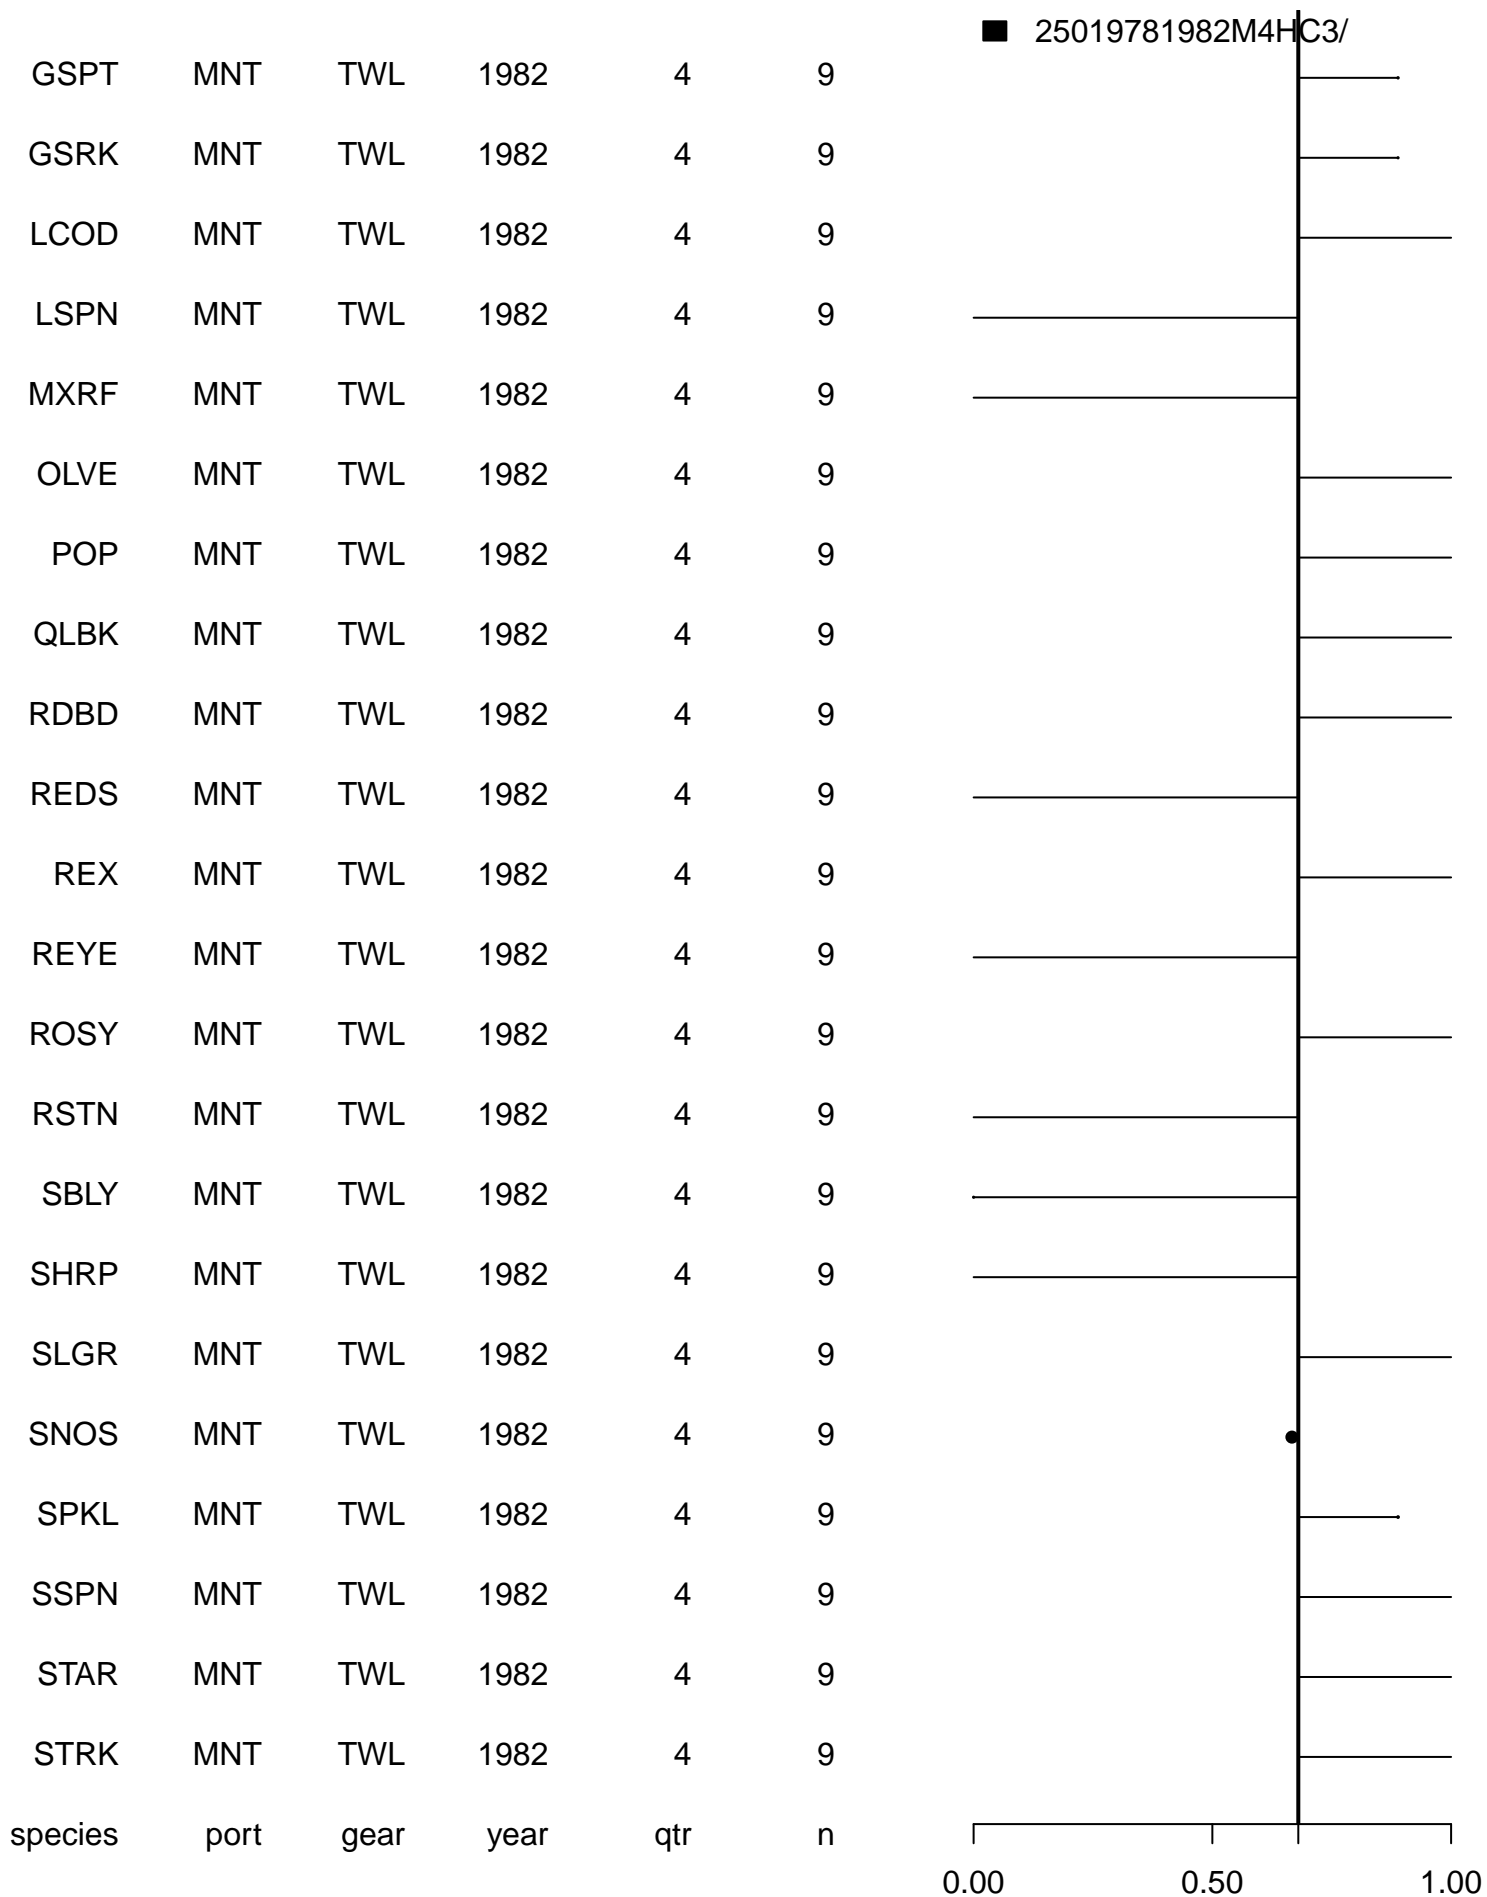 25019781982M4HC3/
GSPT MNT TWL 1982 4 9
GSRK MNT TWL 1982 4 9
LCOD MNT TWL 1982 4 9
LSPN MNT TWL 1982 4 9
MXRF MNT TWL 1982 4 9
OLVE MNT TWL 1982 4 9
POP MNT TWL 1982 4 9
QLBK MNT TWL 1982 4 9
RDBD MNT TWL 1982 4 9
REDS MNT TWL 1982 4 9
REX MNT TWL 1982 4 9
REYE MNT TWL 1982 4 9
ROSY MNT TWL 1982 4 9
RSTN MNT TWL 1982 4 9
SBLY MNT TWL 1982 4 9
SHRP MNT TWL 1982 4 9
SLGR MNT TWL 1982 4 9
SNOS MNT TWL 1982 4 9
SPKL MNT TWL 1982 4 9
SSPN MNT TWL 1982 4 9
STAR MNT TWL 1982 4 9
STRK MNT TWL 1982 4 9
species port gear year qtr n
0.00 0.50 1.00